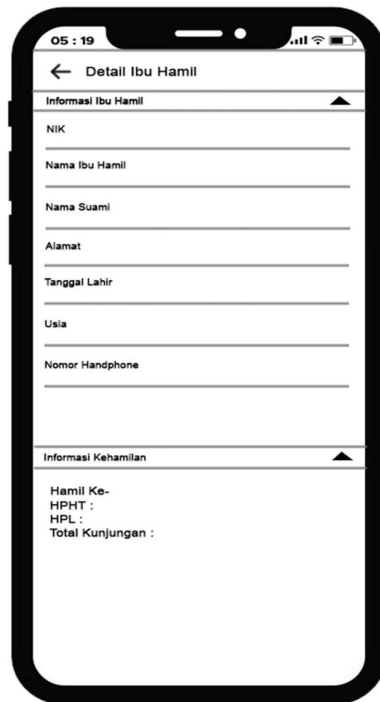 05 : 19
Detail Ibu Hamil
Informasi Ibu Hamil
NIK
Nama Ibu Hamil
Nama Suami
Alamat
Tanggal Lahir
Usia
Nomor Handphone
Informasi Kehamilan
Hamil Ke-
HPHT :
HPL :
Total Kunjungan :